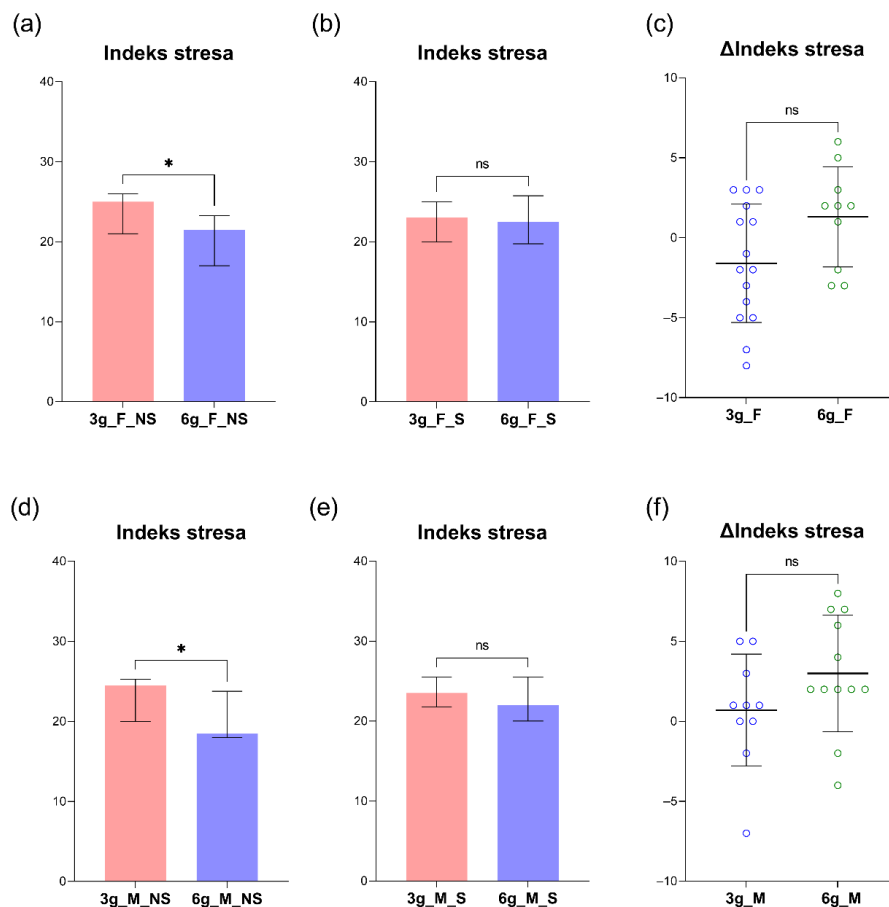 (a)
Indeks stresa
40
30
20
10
0
*
3g_F_NS 6g_F_NS
(b)
Indeks stresa
40
30
20
10
0
ns
3g_F_S 6g_F_S
(c)
ΔIndeks stresa
10
5
0
−5
−10
ns
3g_F 6g_F
(d)
Indeks stresa
40
30
20
10
0
*
3g_M_NS 6g_M_NS
(e)
Indeks stresa
40
30
20
10
0
ns
3g_M_S 6g_M_S
(f)
ΔIndeks stresa
10
5
0
−5
−10
ns
3g_M 6g_M